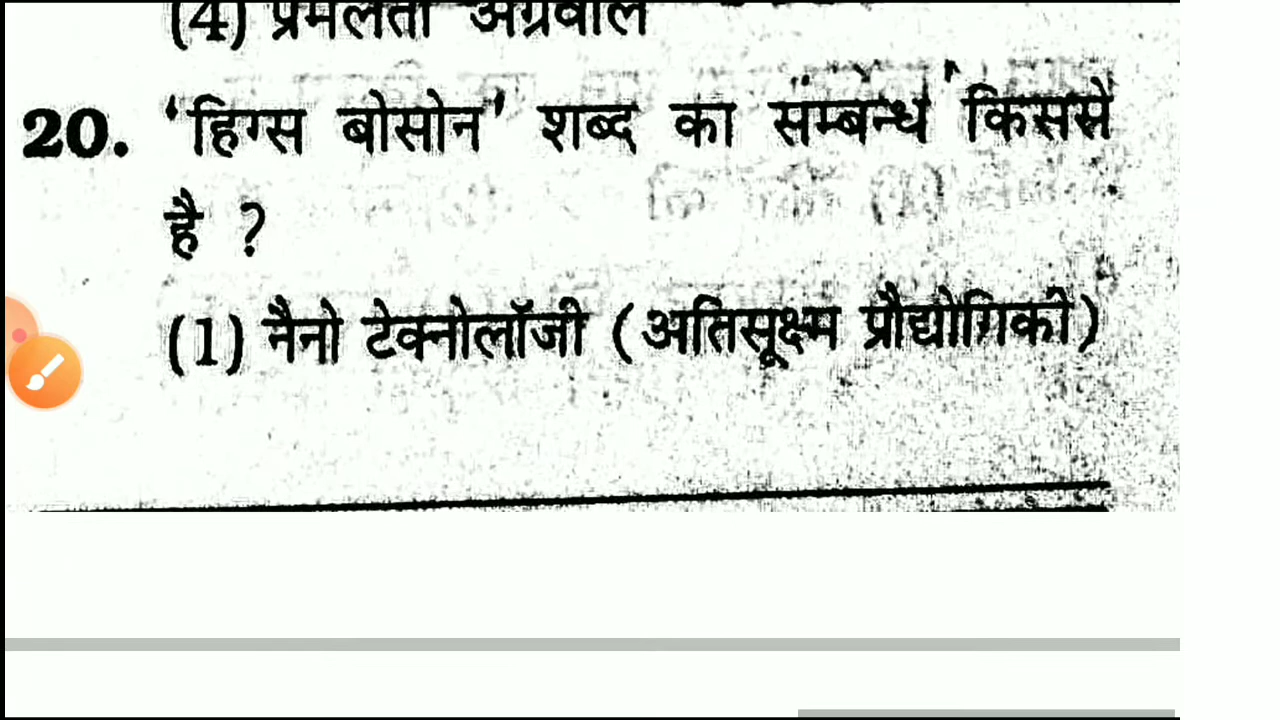 (4) प्रेमलता अग्रवाल
20. 'हिग्स बोसोन' शब्द का सम्बन्ध किससे
है ?
(1) नैनो टेक्नोलॉजी (अतिसूक्ष्म प्रौद्योगिकी)